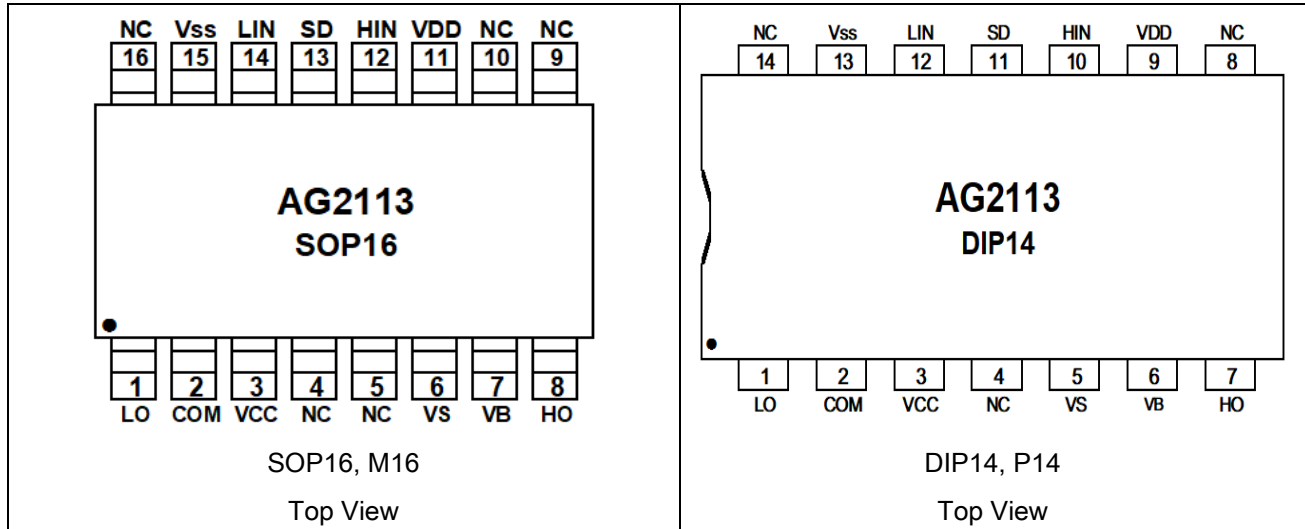 NC Vss LIN SD HIN VDD NC NC
16 15 14 13 12 11 10 9
AG2113
SOP16
1 2 3 4 5 6 7 8
LO COM VCC NC NC VS VB HO
SOP16, M16
Top View
NC Vss LIN SD HIN VDD NC
14 13 12 11 10 9 8
AG2113
DIP14
1 2 3 4 5 6 7
LO COM VCC NC VS VB HO
DIP14, P14
Top View